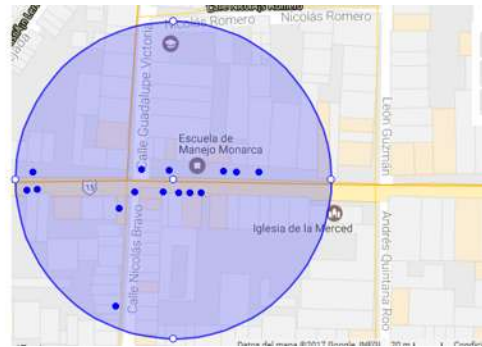 Nicolás Romero
Nicolás Romero
Calle Guadalupe Victoria
León Guzmán
Escuela de
Manejo Monarca
15
Iglesia de la Merced
Calle Nicolás Bravo
Andrés Quintana Roo
Datos del mapa ©2017 Google, INEGI 20 m